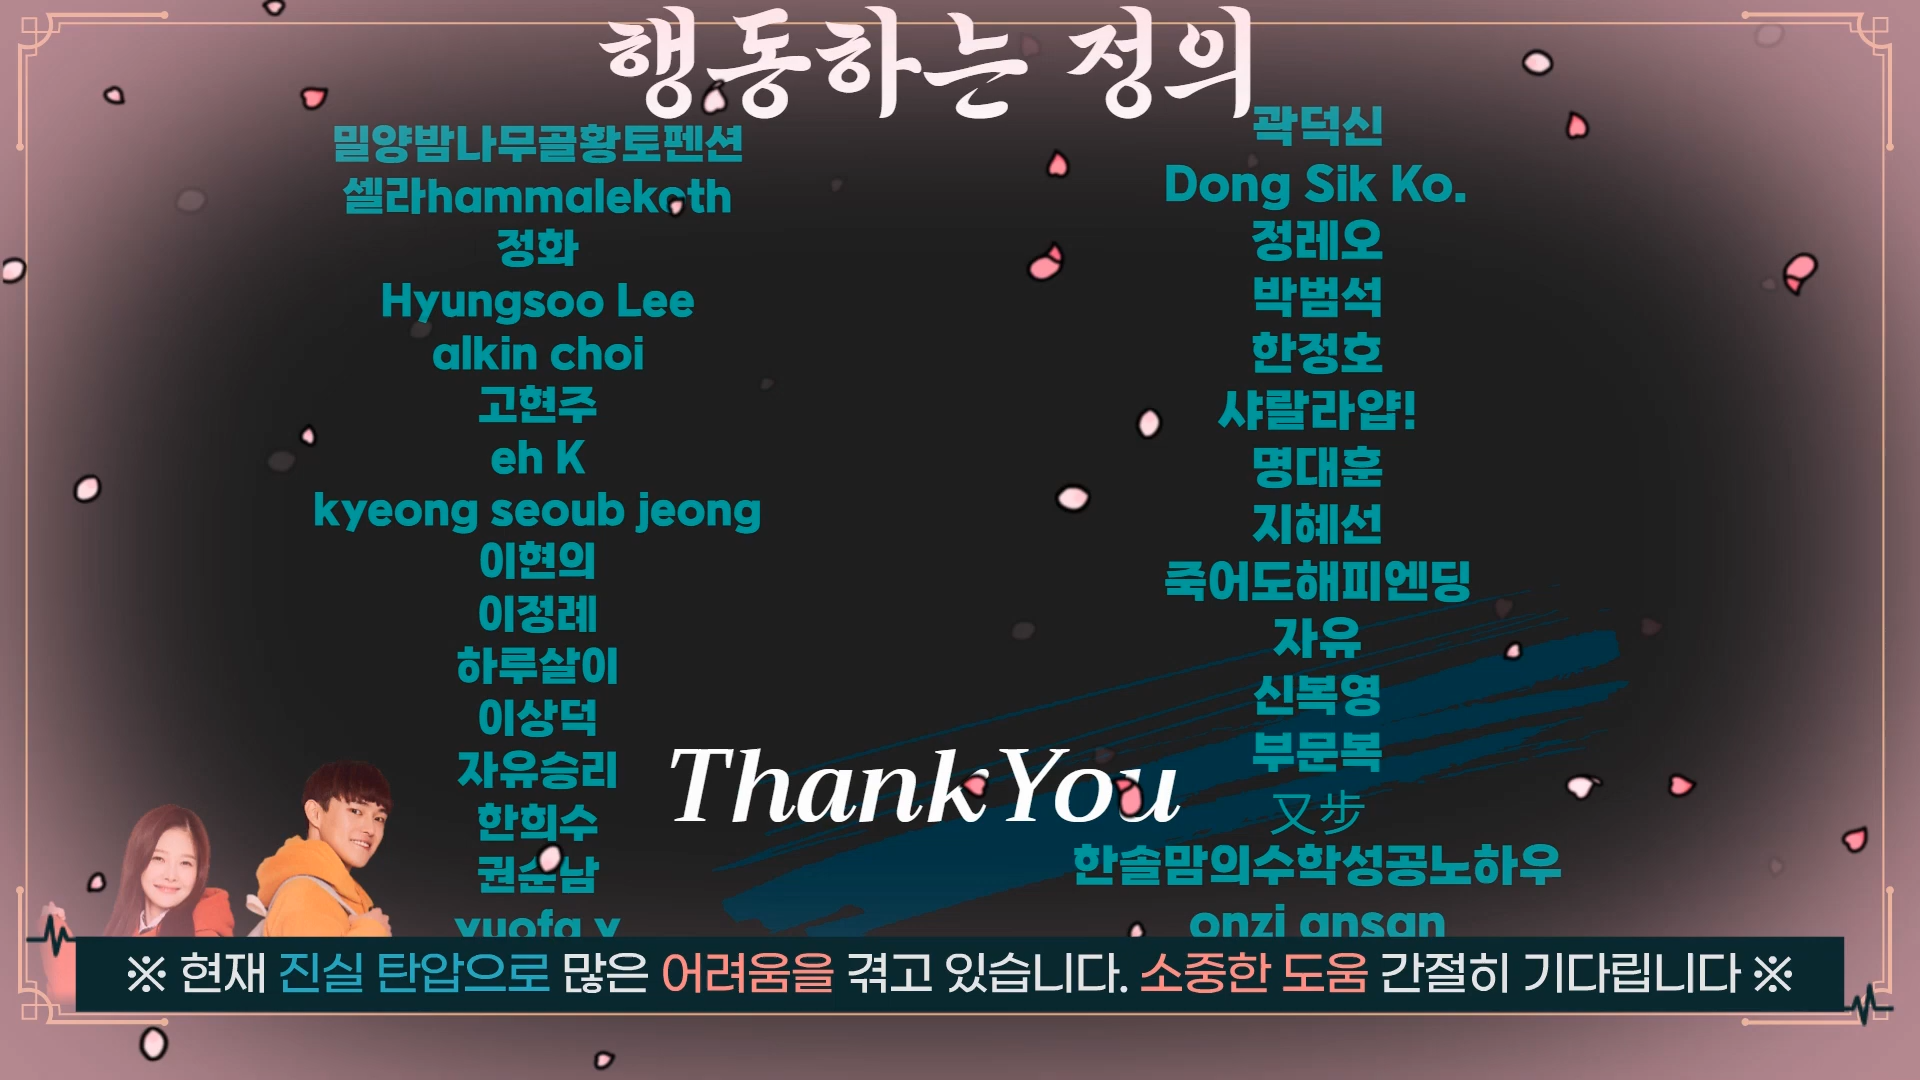 행동하는 정의
밀양밤나무골황토펜션
셀라hammalekoth
정화
Hyungsoo Lee
alkin choi
고현주
eh K
kyeong seoub jeong
이현의
이정례
하루살이
이상덕
자유승리
한희수
권순남
yuofa y
곽덕신
Dong Sik Ko.
정레오
박범석
한정호
샤랄라얍!
명대훈
지혜선
죽어도해피엔딩
자유
신복영
부문복
又步
한솔맘의수학성공노하우
onzi ansan
ThankYou
※ 현재 진실 탄압으로 많은 어려움을 겪고 있습니다. 소중한 도움 간절히 기다립니다 ※